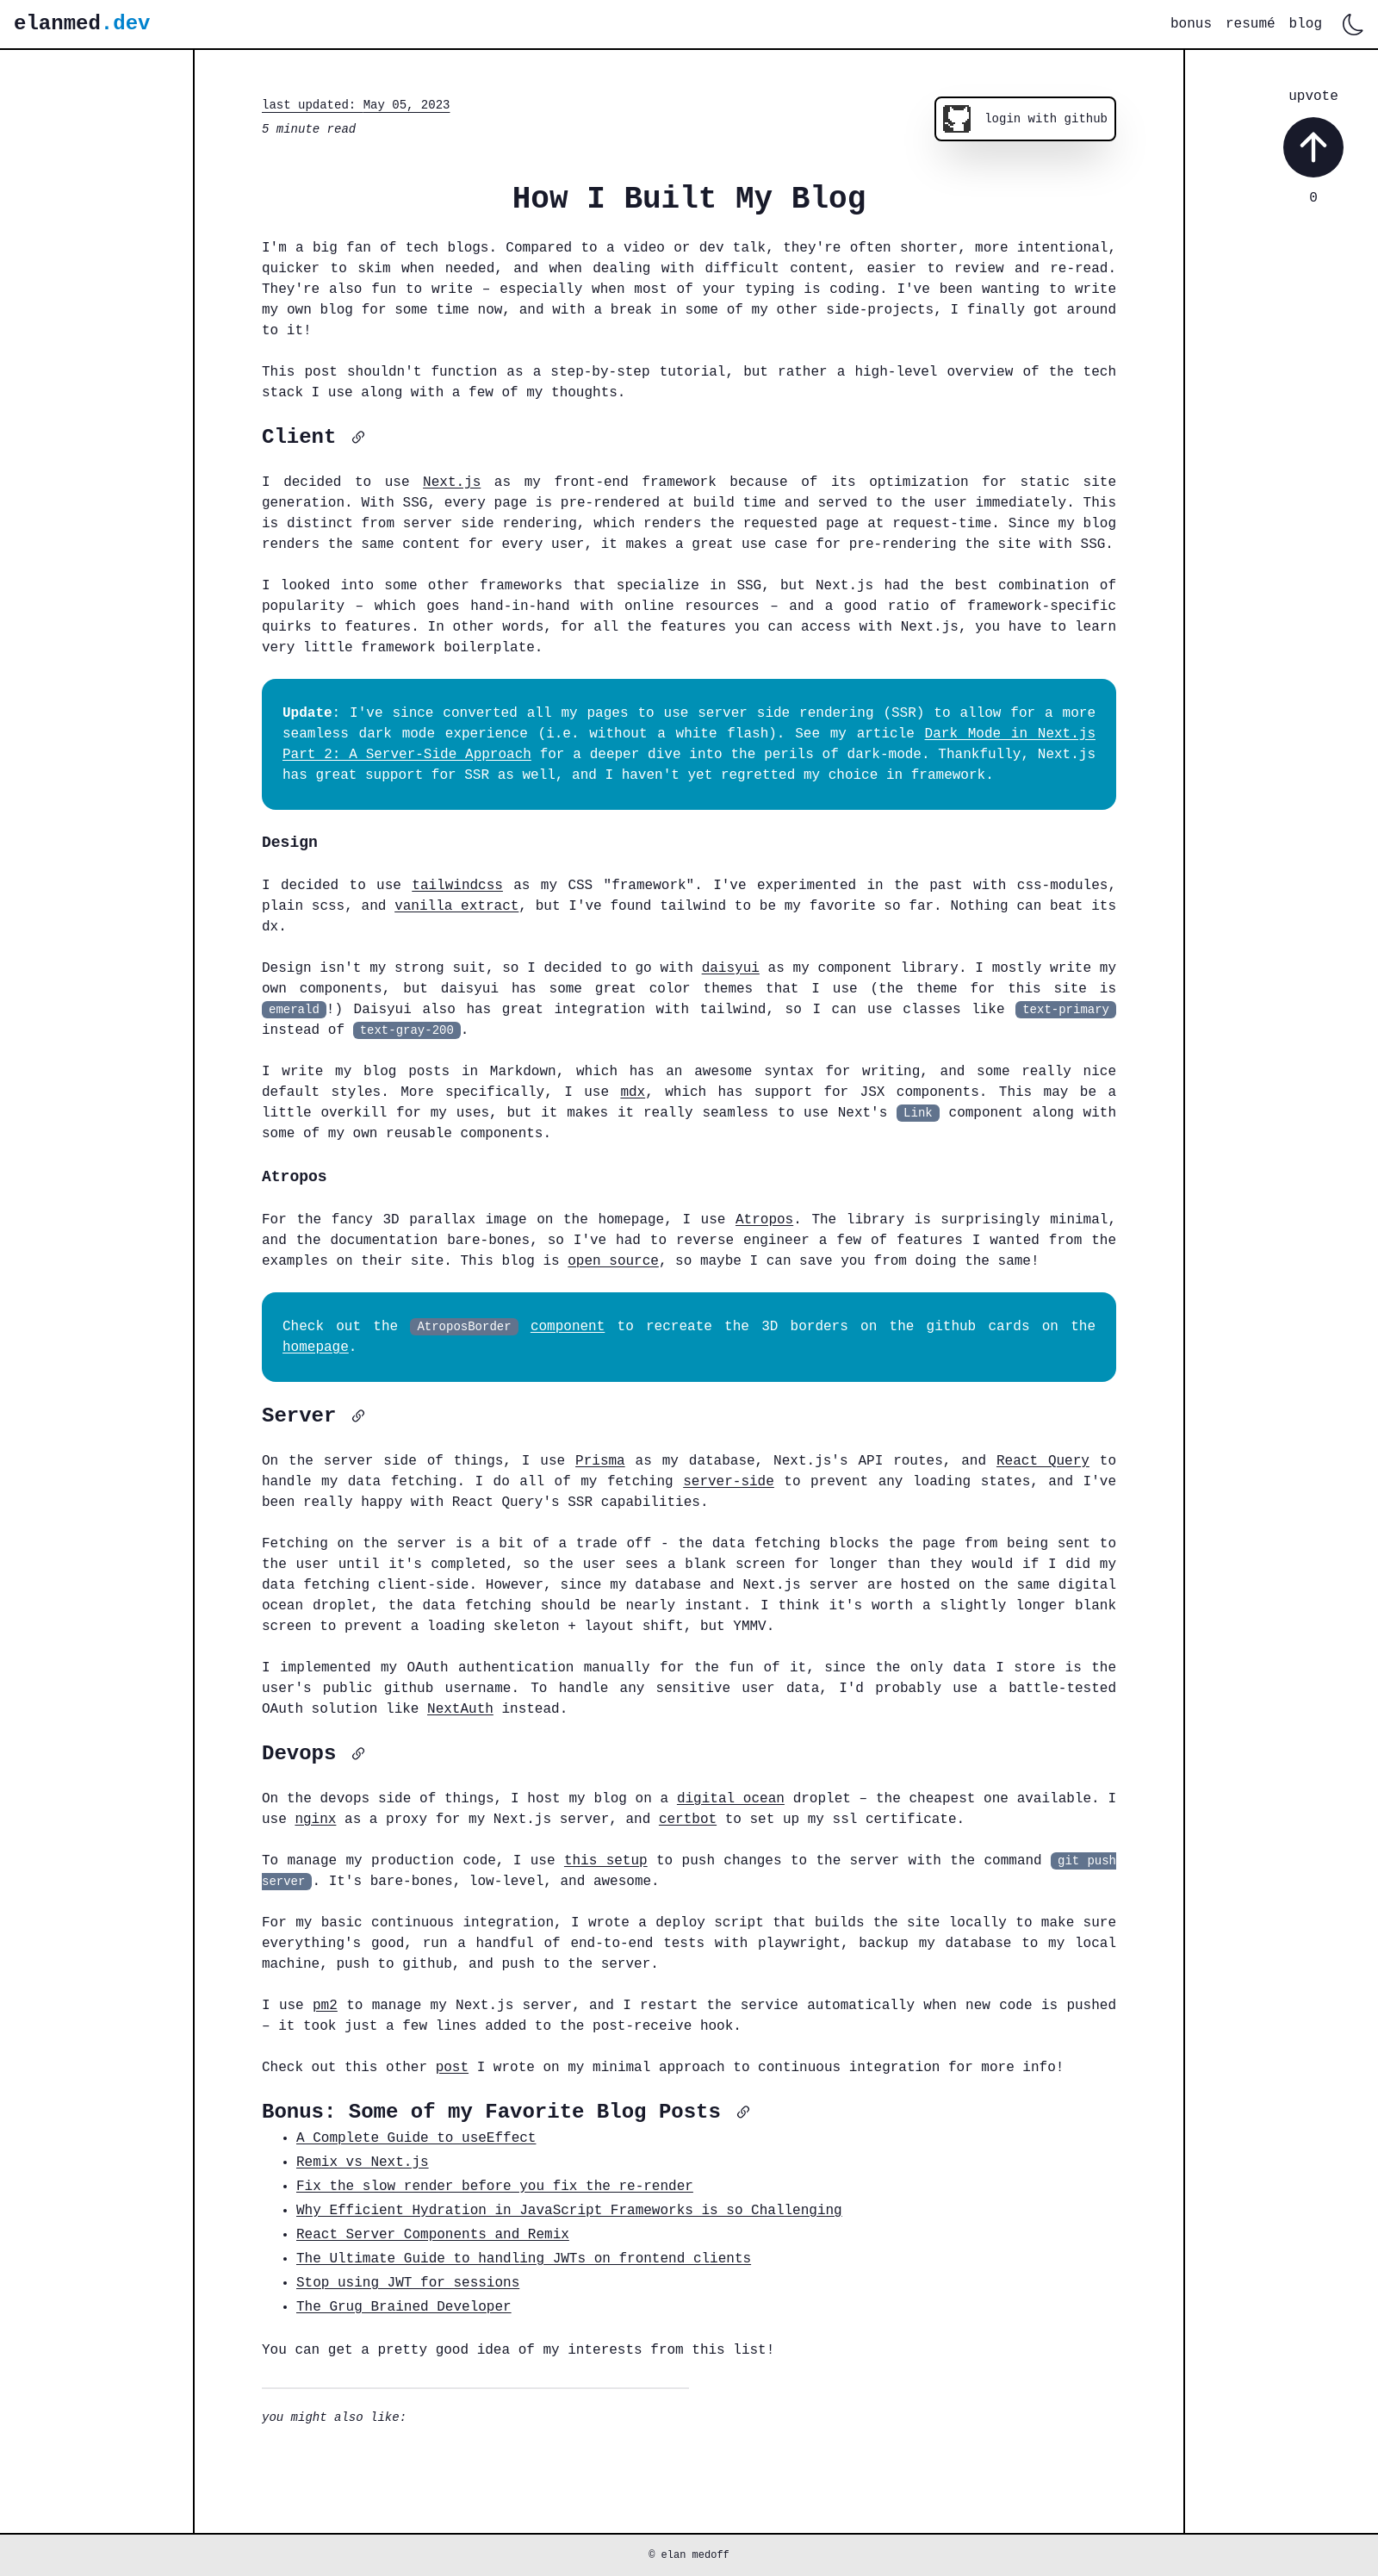 elanmed.dev
bonus resumé blog
last updated: May 05, 2023
5 minute read
login with github
upvote
0
How I Built My Blog
I'm a big fan of tech blogs. Compared to a video or dev talk, they're often shorter, more intentional,
quicker to skim when needed, and when dealing with difficult content, easier to review and re-read.
They're also fun to write – especially when most of your typing is coding. I've been wanting to write
my own blog for some time now, and with a break in some of my other side-projects, I finally got around
to it!
This post shouldn't function as a step-by-step tutorial, but rather a high-level overview of the tech
stack I use along with a few of my thoughts.
Client
I decided to use Next.js as my front-end framework because of its optimization for static site
generation. With SSG, every page is pre-rendered at build time and served to the user immediately. This
is distinct from server side rendering, which renders the requested page at request-time. Since my blog
renders the same content for every user, it makes a great use case for pre-rendering the site with SSG.
I looked into some other frameworks that specialize in SSG, but Next.js had the best combination of
popularity – which goes hand-in-hand with online resources – and a good ratio of framework-specific
quirks to features. In other words, for all the features you can access with Next.js, you have to learn
very little framework boilerplate.
Update: I've since converted all my pages to use server side rendering (SSR) to allow for a more
seamless dark mode experience (i.e. without a white flash). See my article Dark Mode in Next.js
Part 2: A Server-Side Approach for a deeper dive into the perils of dark-mode. Thankfully, Next.js
has great support for SSR as well, and I haven't yet regretted my choice in framework.
Design
I decided to use tailwindcss as my CSS "framework". I've experimented in the past with css-modules,
plain scss, and vanilla extract, but I've found tailwind to be my favorite so far. Nothing can beat its
dx.
Design isn't my strong suit, so I decided to go with daisyui as my component library. I mostly write my
own components, but daisyui has some great color themes that I use (the theme for this site is
emerald!) Daisyui also has great integration with tailwind, so I can use classes like text-primary
instead of text-gray-200.
I write my blog posts in Markdown, which has an awesome syntax for writing, and some really nice
default styles. More specifically, I use mdx, which has support for JSX components. This may be a
little overkill for my uses, but it makes it really seamless to use Next's Link component along with
some of my own reusable components.
Atropos
For the fancy 3D parallax image on the homepage, I use Atropos. The library is surprisingly minimal,
and the documentation bare-bones, so I've had to reverse engineer a few of features I wanted from the
examples on their site. This blog is open source, so maybe I can save you from doing the same!
Check out the AtroposBorder component to recreate the 3D borders on the github cards on the
homepage.
Server
On the server side of things, I use Prisma as my database, Next.js's API routes, and React Query to
handle my data fetching. I do all of my fetching server-side to prevent any loading states, and I've
been really happy with React Query's SSR capabilities.
Fetching on the server is a bit of a trade off - the data fetching blocks the page from being sent to
the user until it's completed, so the user sees a blank screen for longer than they would if I did my
data fetching client-side. However, since my database and Next.js server are hosted on the same digital
ocean droplet, the data fetching should be nearly instant. I think it's worth a slightly longer blank
screen to prevent a loading skeleton + layout shift, but YMMV.
I implemented my OAuth authentication manually for the fun of it, since the only data I store is the
user's public github username. To handle any sensitive user data, I'd probably use a battle-tested
OAuth solution like NextAuth instead.
Devops
On the devops side of things, I host my blog on a digital ocean droplet – the cheapest one available. I
use nginx as a proxy for my Next.js server, and certbot to set up my ssl certificate.
To manage my production code, I use this setup to push changes to the server with the command git push
server. It's bare-bones, low-level, and awesome.
For my basic continuous integration, I wrote a deploy script that builds the site locally to make sure
everything's good, run a handful of end-to-end tests with playwright, backup my database to my local
machine, push to github, and push to the server.
I use pm2 to manage my Next.js server, and I restart the service automatically when new code is pushed
– it took just a few lines added to the post-receive hook.
Check out this other post I wrote on my minimal approach to continuous integration for more info!
Bonus: Some of my Favorite Blog Posts
• A Complete Guide to useEffect
• Remix vs Next.js
• Fix the slow render before you fix the re-render
• Why Efficient Hydration in JavaScript Frameworks is so Challenging
• React Server Components and Remix
• The Ultimate Guide to handling JWTs on frontend clients
• Stop using JWT for sessions
• The Grug Brained Developer
You can get a pretty good idea of my interests from this list!
you might also like:
© elan medoff